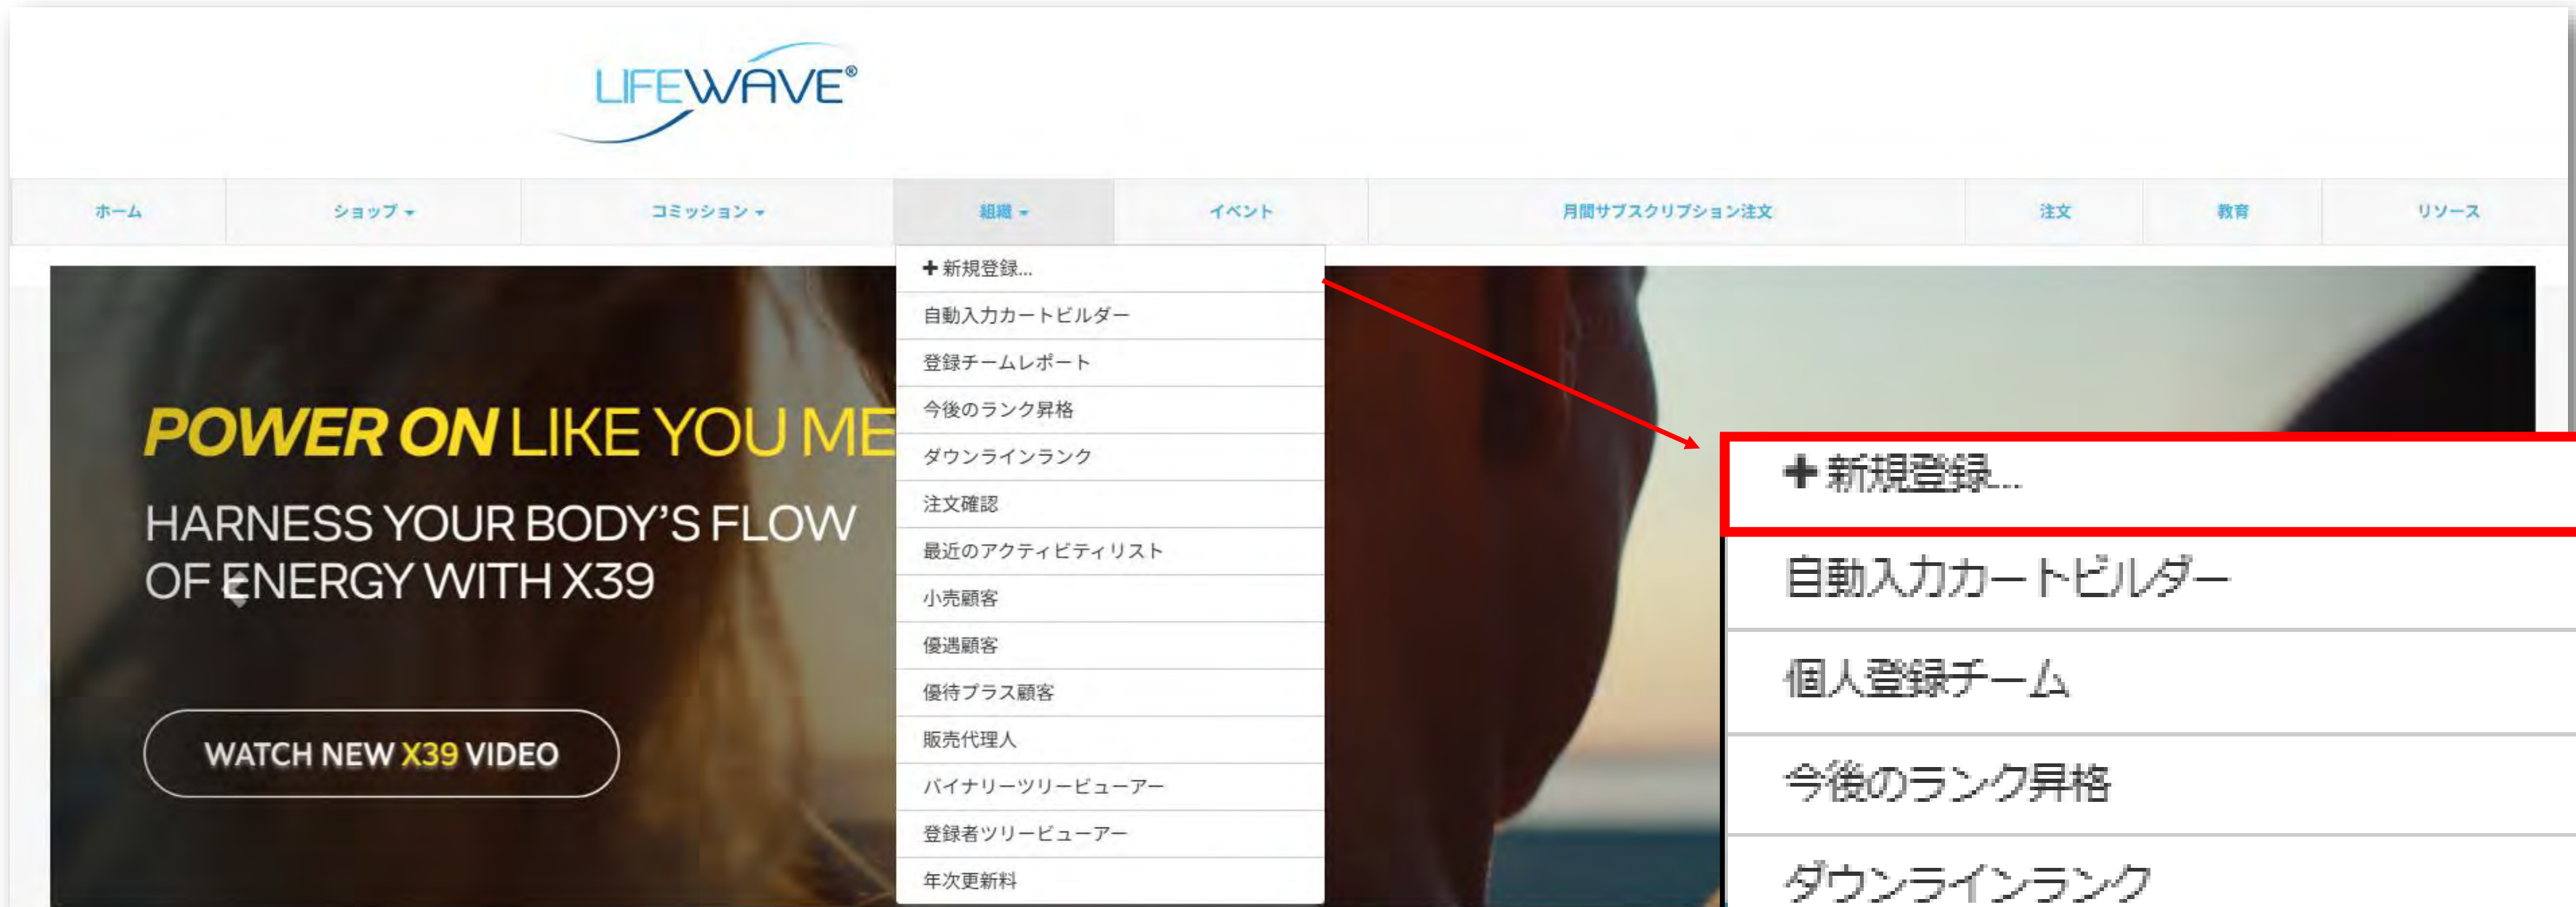 LIFEWAVE®
ホーム ショップ コミッション 組織 イベント 月間サブスクリプション注文 注文 教育 リソース
+ 新規登録...
自動入力カートビルダー
登録チームレポート
今後のランク昇格
ダウンラインランク
注文確認
最近のアクティビティリスト
小売顧客
優遇顧客
優待プラス顧客
販売代理人
バイナリーツリービューアー
登録者ツリービューアー
年次更新料
POWER ON LIKE YOU ME
HARNESS YOUR BODY'S FLOW
OF ENERGY WITH X39
WATCH NEW X39 VIDEO
+ 新規登録...
自動入力カートビルダー
個人登録チーム
今後のランク昇格
ダウンラインランク